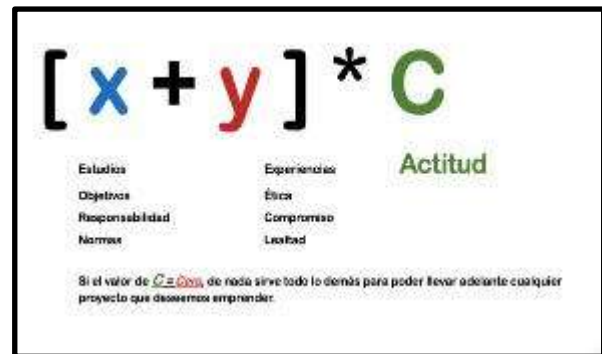 [ x + y ] * C
Actitud
Estudios Experiencias
Objetivos Ética
Responsabilidad Compromiso
Normas Lealtad
Si el valor de C = Cero, de nada sirve todo lo demás para poder llevar adelante cualquier
proyecto que deseemos emprender.